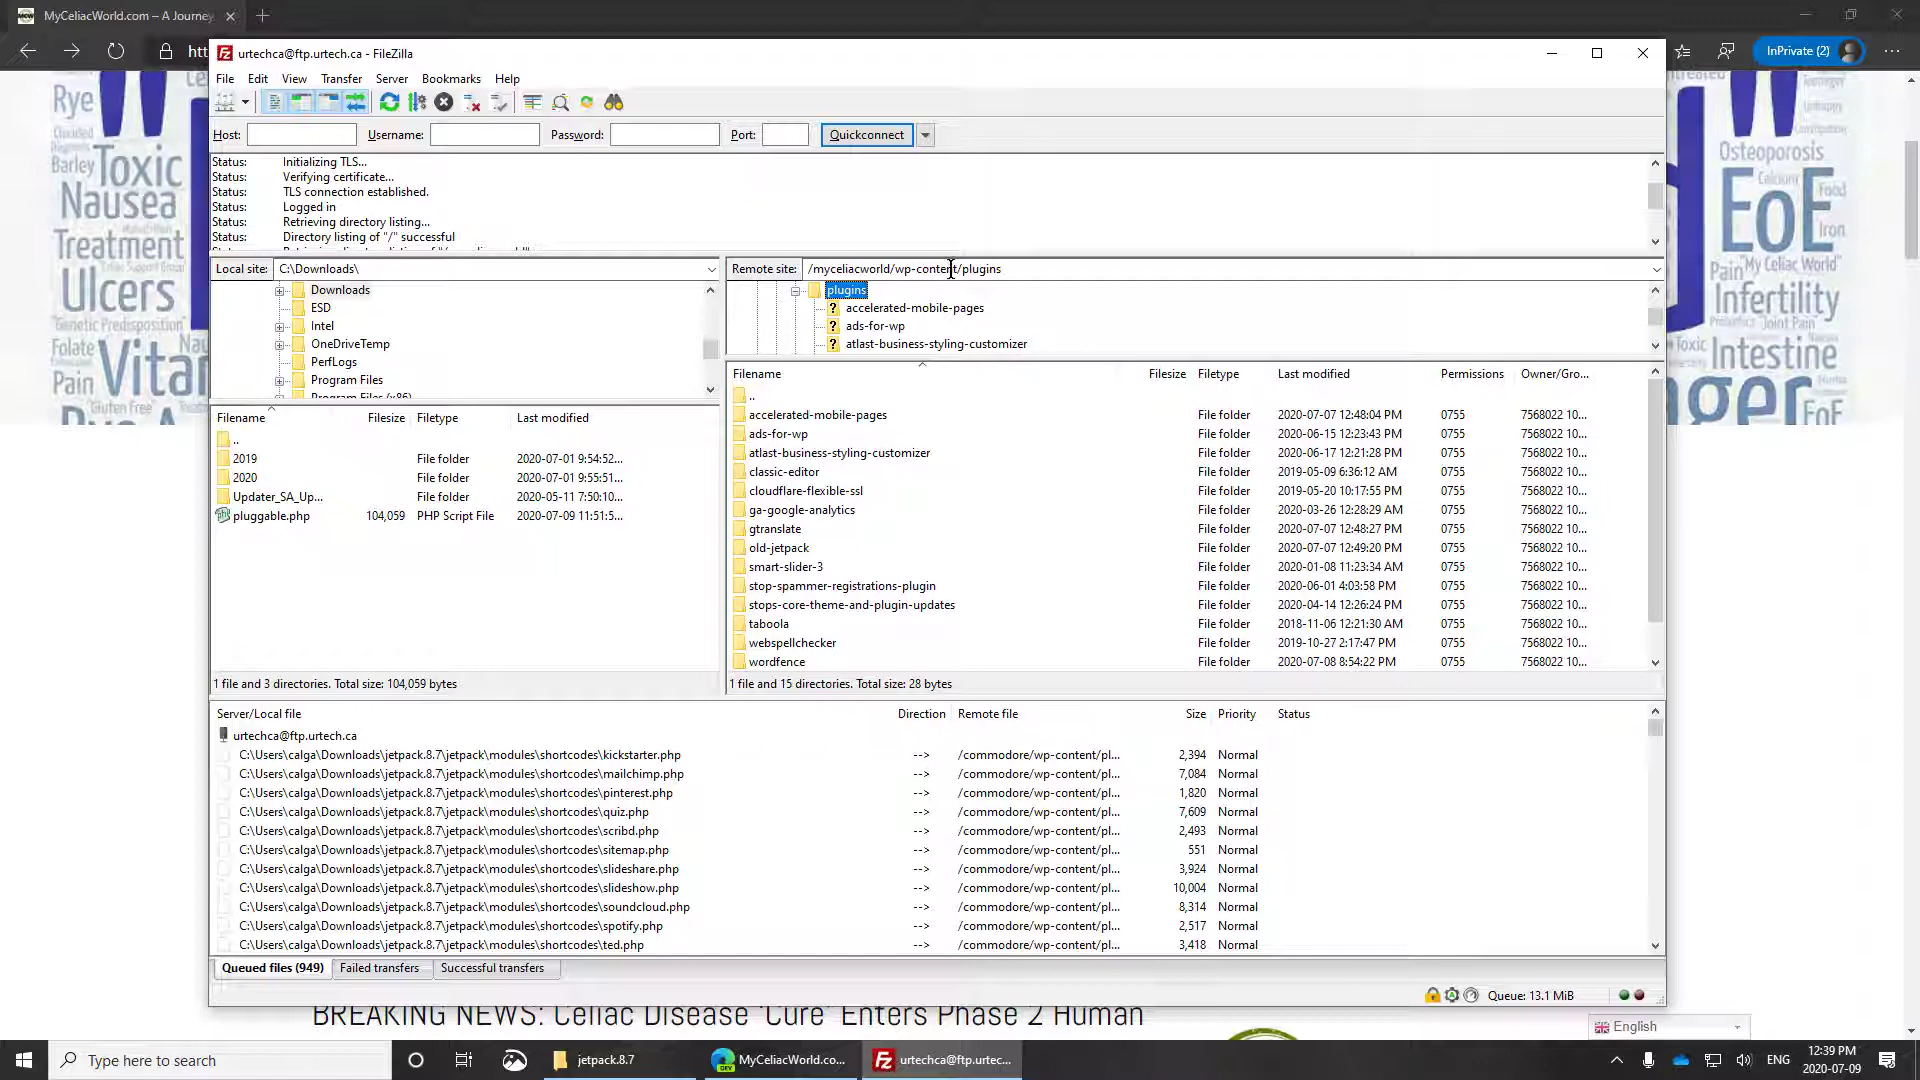 MyCeliacWorld.com – A Journey
InPrivate (2)
htt
urtechca@ftp.urtech.ca - FileZilla
File Edit View Transfer Server Bookmarks Help
Host: Username: Password: Port: Quickconnect
Status: Initializing TLS...
Status: Verifying certificate...
Status: TLS connection established.
Status: Logged in
Status: Retrieving directory listing...
Status: Directory listing of "/" successful
Local site: C:\Downloads\
Downloads
ESD
Intel
OneDriveTemp
PerfLogs
Program Files
Program Files (x86)
Filename Filesize Filetype Last modified
..
2019 File folder 2020-07-01 9:54:52...
2020 File folder 2020-07-01 9:55:51...
Updater_SA_Up... File folder 2020-05-11 7:50:10...
pluggable.php 104,059 PHP Script File 2020-07-09 11:51:5...
1 file and 3 directories. Total size: 104,059 bytes
Remote site: /myceliacworld/wp-content/plugins
plugins
accelerated-mobile-pages
ads-for-wp
atlast-business-styling-customizer
Filename Filesize Filetype Last modified Permissions Owner/Gro...
..
accelerated-mobile-pages File folder 2020-07-07 12:48:04 PM 0755 7568022 10...
ads-for-wp File folder 2020-06-15 12:23:43 PM 0755 7568022 10...
atlast-business-styling-customizer File folder 2020-06-17 12:21:28 PM 0755 7568022 10...
classic-editor File folder 2019-05-09 6:36:12 AM 0755 7568022 10...
cloudflare-flexible-ssl File folder 2019-05-20 10:17:55 PM 0755 7568022 10...
ga-google-analytics File folder 2020-03-26 12:28:29 AM 0755 7568022 10...
gtranslate File folder 2020-07-07 12:48:27 PM 0755 7568022 10...
old-jetpack File folder 2020-07-07 12:49:20 PM 0755 7568022 10...
smart-slider-3 File folder 2020-01-08 11:23:34 AM 0755 7568022 10...
stop-spammer-registrations-plugin File folder 2020-06-01 4:03:58 PM 0755 7568022 10...
stops-core-theme-and-plugin-updates File folder 2020-04-14 12:26:24 PM 0755 7568022 10...
taboola File folder 2018-11-06 12:21:30 AM 0755 7568022 10...
webspellchecker File folder 2019-10-27 2:17:47 PM 0755 7568022 10...
wordfence File folder 2020-07-08 8:54:22 PM 0755 7568022 10...
1 file and 15 directories. Total size: 28 bytes
Server/Local file Direction Remote file Size Priority Status
urtechca@ftp.urtech.ca
C:\Users\calga\Downloads\jetpack.8.7\jetpack\modules\shortcodes\kickstarter.php --> /commodore/wp-content/pl... 2,394 Normal
C:\Users\calga\Downloads\jetpack.8.7\jetpack\modules\shortcodes\mailchimp.php --> /commodore/wp-content/pl... 7,084 Normal
C:\Users\calga\Downloads\jetpack.8.7\jetpack\modules\shortcodes\pinterest.php --> /commodore/wp-content/pl... 1,820 Normal
C:\Users\calga\Downloads\jetpack.8.7\jetpack\modules\shortcodes\quiz.php --> /commodore/wp-content/pl... 7,609 Normal
C:\Users\calga\Downloads\jetpack.8.7\jetpack\modules\shortcodes\scribd.php --> /commodore/wp-content/pl... 2,493 Normal
C:\Users\calga\Downloads\jetpack.8.7\jetpack\modules\shortcodes\sitemap.php --> /commodore/wp-content/pl... 551 Normal
C:\Users\calga\Downloads\jetpack.8.7\jetpack\modules\shortcodes\slideshare.php --> /commodore/wp-content/pl... 3,924 Normal
C:\Users\calga\Downloads\jetpack.8.7\jetpack\modules\shortcodes\slideshow.php --> /commodore/wp-content/pl... 10,004 Normal
C:\Users\calga\Downloads\jetpack.8.7\jetpack\modules\shortcodes\soundcloud.php --> /commodore/wp-content/pl... 8,314 Normal
C:\Users\calga\Downloads\jetpack.8.7\jetpack\modules\shortcodes\spotify.php --> /commodore/wp-content/pl... 2,517 Normal
C:\Users\calga\Downloads\jetpack.8.7\jetpack\modules\shortcodes\ted.php --> /commodore/wp-content/pl... 3,418 Normal
Queued files (949) Failed transfers Successful transfers
Queue: 13.1 MiB
Rye
Barley
Toxic
Nausea
Treatment
Ulcers
"Genetic Predisposition"
Folate
Pain
"Gluten Free"
Osteoporosis
Calcium
Food
EoE
Iron
Pain
"My Celiac World"
Infertility
Joint Pain
Intestine
EoF
BREAKING NEWS: Celiac Disease 'Cure' Enters Phase 2 Human
English
Type here to search
jetpack.8.7
MyCeliacWorld.co...
urtechca@ftp.urtec...
ENG
12:39 PM
2020-07-09